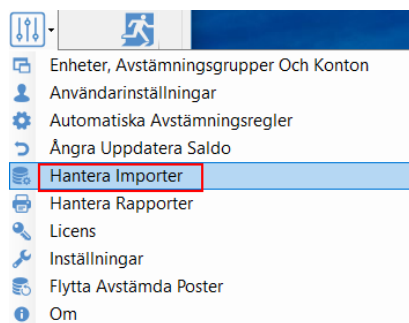 Enheter, Avstämningsgrupper Och Konton
Användarinställningar
Automatiska Avstämningsregler
Ångra Uppdatera Saldo
Hantera Importer
Hantera Rapporter
Licens
Inställningar
Flytta Avstämda Poster
Om